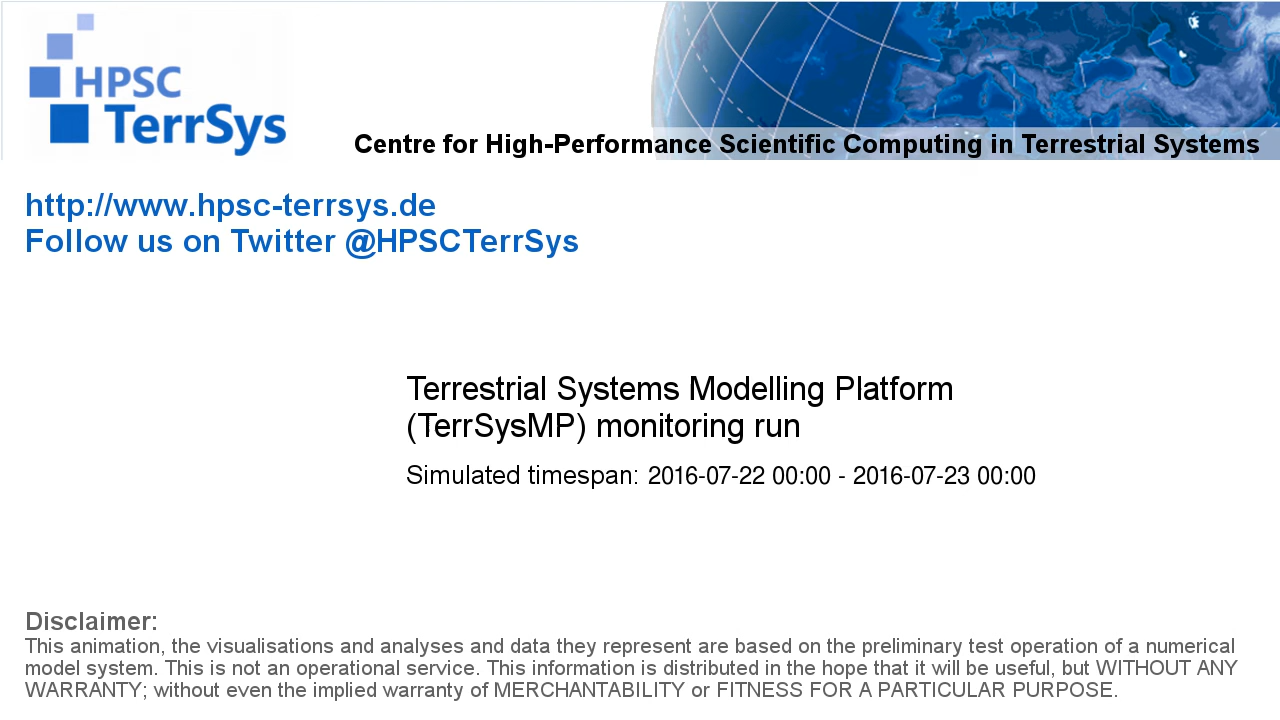 HPSC
TerrSys
Centre for High-Performance Scientific Computing in Terrestrial Systems
http://www.hpsc-terrsys.de
Follow us on Twitter @HPSCTerrSys
Terrestrial Systems Modelling Platform
(TerrSysMP) monitoring run
Simulated timespan: 2016-07-22 00:00 - 2016-07-23 00:00
Disclaimer:
This animation, the visualisations and analyses and data they represent are based on the preliminary test operation of a numerical
model system. This is not an operational service. This information is distributed in the hope that it will be useful, but WITHOUT ANY
WARRANTY; without even the implied warranty of MERCHANTABILITY or FITNESS FOR A PARTICULAR PURPOSE.